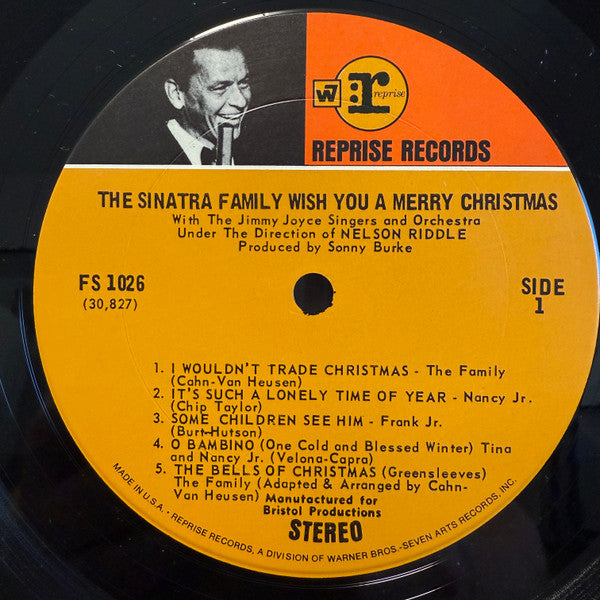 W7 r reprise
REPRISE RECORDS
THE SINATRA FAMILY WISH YOU A MERRY CHRISTMAS
With The Jimmy Joyce Singers and Orchestra
Under The Direction of NELSON RIDDLE
Produced by Sonny Burke
FS 1026
(30,827)
SIDE
1
1. I WOULDN'T TRADE CHRISTMAS - The Family
(Cahn-Van Heusen)
2. IT'S SUCH A LONELY TIME OF YEAR - Nancy Jr.
(Chip Taylor)
3. SOME CHILDREN SEE HIM - Frank Jr.
(Burt-Hutson)
4. O BAMBINO (One Cold and Blessed Winter) Tina
and Nancy Jr. (Velona-Capra)
5. THE BELLS OF CHRISTMAS (Greensleeves)
The Family (Adapted & Arranged by Cahn-
Van Heusen) Manufactured for
Bristol Productions
STEREO
MADE IN U.S.A. • REPRISE RECORDS, A DIVISION OF WARNER BROS.-SEVEN ARTS RECORDS, INC.